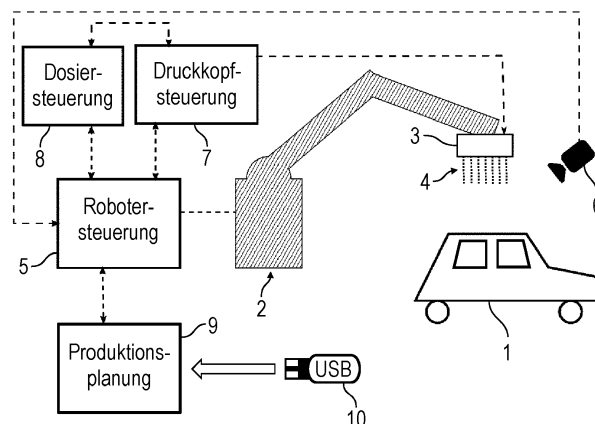 Dosier-
steuerung
8
Druckkopf-
steuerung
7
3
4
Roboter-
steuerung
5
2
1
9
Produktions-
planung
USB
10